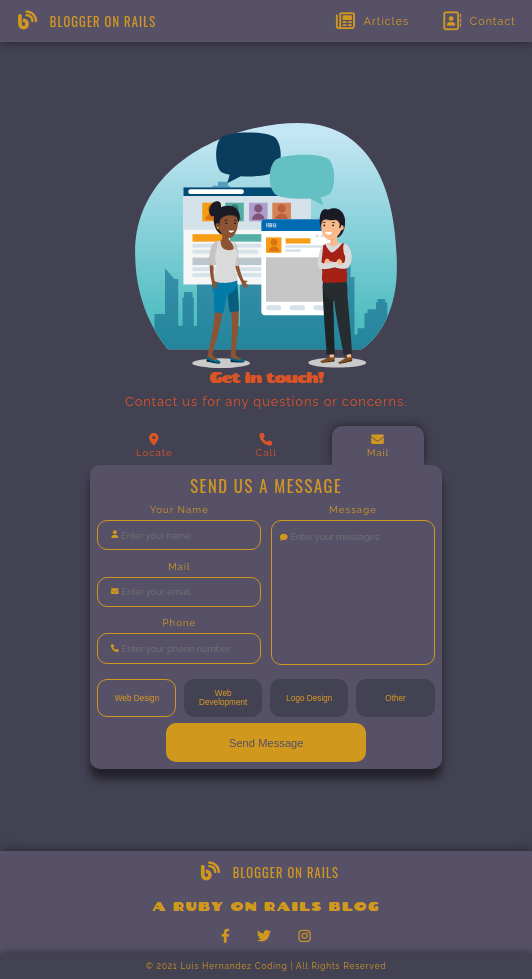 BLOGGER ON RAILS
Articles
Contact
Get in touch!
Contact us for any questions or concerns.
Locate
Call
Mail
SEND US A MESSAGE
Your Name
Enter your name
Mail
Enter your email
Phone
Enter your phone number
Message
Enter your messages
Web Design
Web
Development
Logo Design
Other
Send Message
BLOGGER ON RAILS
A RUBY ON RAILS BLOG
© 2021 Luis Hernandez Coding | All Rights Reserved